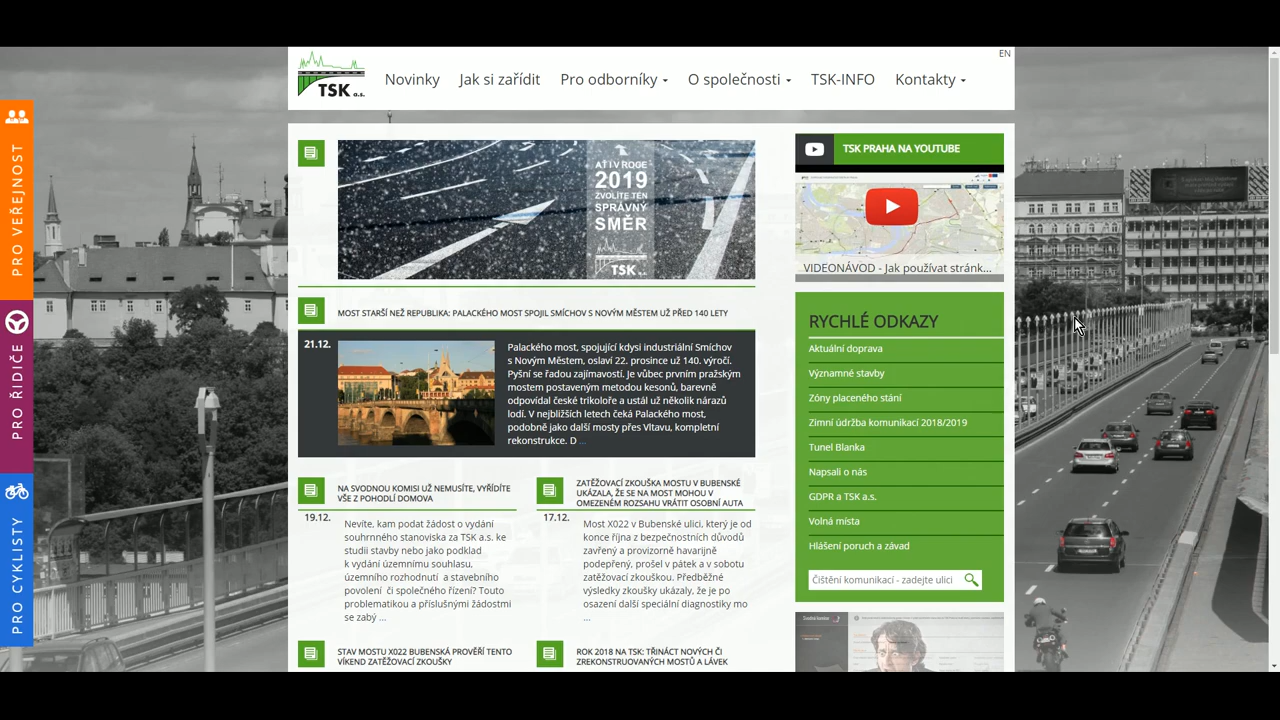 EN
TSK a.s.
Novinky
Jak si zařídit
Pro odborníky
O společnosti
TSK-INFO
Kontakty
PRO VEŘEJNOST
PRO ŘIDIČE
PRO CYKLISTY
AŤ I V ROCE
2019
ZVOLÍTE TEN
SPRÁVNÝ
SMĚR
TSK
MOST STARŠÍ NEŽ REPUBLIKA: PALACKÉHO MOST SPOJIL SMÍCHOV S NOVÝM MĚSTEM UŽ PŘED 140 LETY
21.12.
Palackého most, spojující kdysi industriální Smíchov
s Novým Městem, oslaví 22. prosince už 140. výročí.
Pyšní se řadou zajímavostí. Je vůbec prvním pražským
mostem postaveným metodou kesonů, barevně
odpovídal české trikoloře a ustál už několik nárazů
lodí. V nejbližších letech čeká Palackého most,
podobně jako další mosty přes Vltavu, kompletní
rekonstrukce. D ...
NA SVODNOU KOMISI UŽ NEMUSÍTE, VYŘÍDÍTE
VŠE Z POHODLÍ DOMOVA
19.12.
Nevíte, kam podat žádost o vydání
souhrnného stanoviska za TSK a.s. ke
studii stavby nebo jako podklad
k vydání územnímu souhlasu,
územního rozhodnutí a stavebního
povolení či společného řízení? Touto
problematikou a příslušnými žádostmi
se zabý ...
ZATĚŽOVACÍ ZKOUŠKA MOSTU V BUBENSKÉ
UKÁZALA, ŽE SE NA MOST MOHOU V
OMEZENÉM ROZSAHU VRÁTIT OSOBNÍ AUTA
17.12.
Most X022 v Bubenské ulici, který je od
konce října z bezpečnostních důvodů
zavřený a provizorně havarijně
podepřený, prošel v pátek a v sobotu
zatěžovací zkouškou. Předběžné
výsledky zkoušky ukázaly, že je po
osazení další speciální diagnostiky mo
...
STAV MOSTU X022 BUBENSKÁ PROVĚŘÍ TENTO
VÍKEND ZATĚŽOVACÍ ZKOUŠKY
ROK 2018 NA TSK: TŘINÁCT NOVÝCH ČI
ZREKONSTRUOVANÝCH MOSTŮ A LÁVEK
TSK PRAHA NA YOUTUBE
VIDEONÁVOD - Jak používat stránk...
RYCHLÉ ODKAZY
Aktuální doprava
Významné stavby
Zóny placeného stání
Zimní údržba komunikací 2018/2019
Tunel Blanka
Napsali o nás
GDPR a TSK a.s.
Volná místa
Hlášení poruch a závad
Čištění komunikací - zadejte ulici